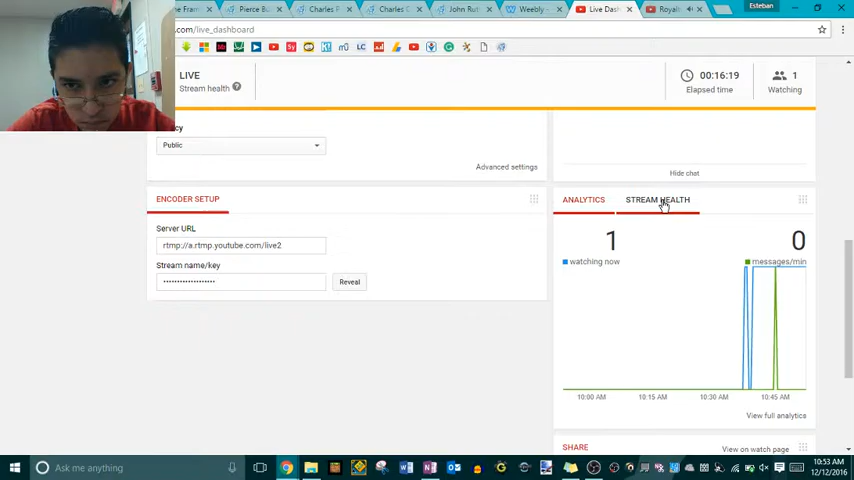 Pierce Bu
Charles P
Charles G
John Rut
Weebly -
Live Das
Royal
Esteban
.com/live_dashboard
LIVE
Stream health
00:16:19
Elapsed time
1
Watching
Public
Advanced settings
Hide chat
ENCODER SETUP
Server URL
rtmp://a.rtmp.youtube.com/live2
Stream name/key
Reveal
ANALYTICS
STREAM HEALTH
1
watching now
0
messages/min
10:00 AM
10:15 AM
10:30 AM
10:45 AM
View full analytics
SHARE
View on watch page
Ask me anything
10:53 AM
12/12/2016